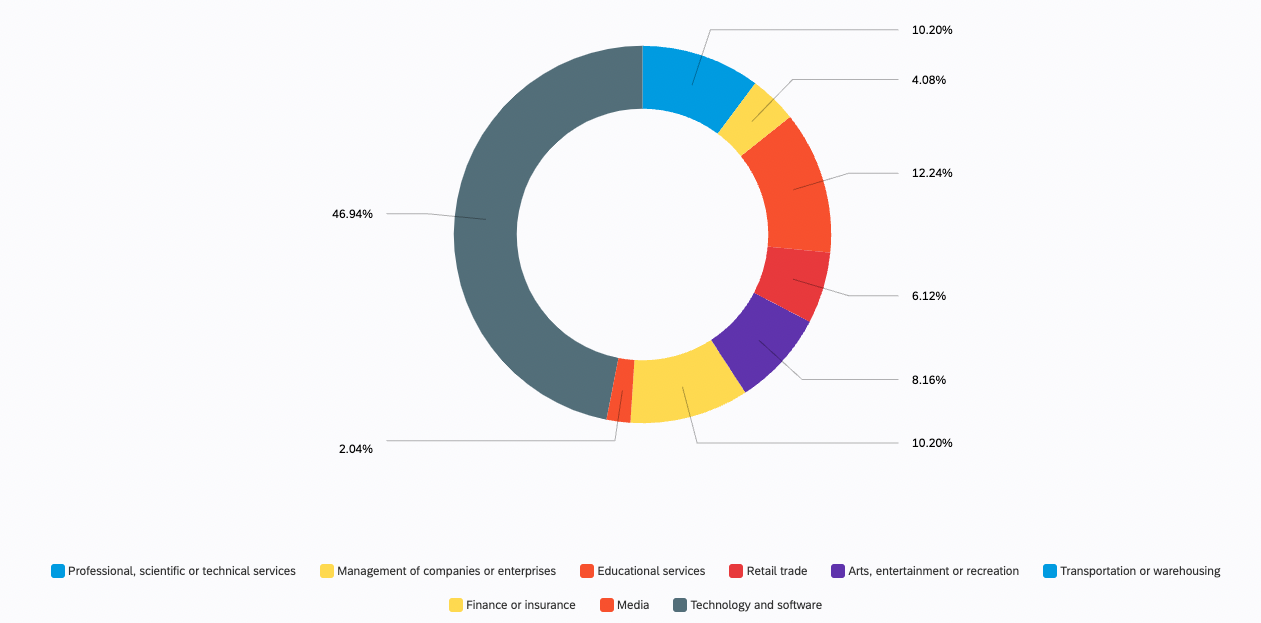 10.20%
4.08%
12.24%
46.94%
6.12%
8.16%
10.20%
2.04%
Professional, scientific or technical services
Management of companies or enterprises
Educational services
Retail trade
Arts, entertainment or recreation
Transportation or warehousing
Finance or insurance
Media
Technology and software